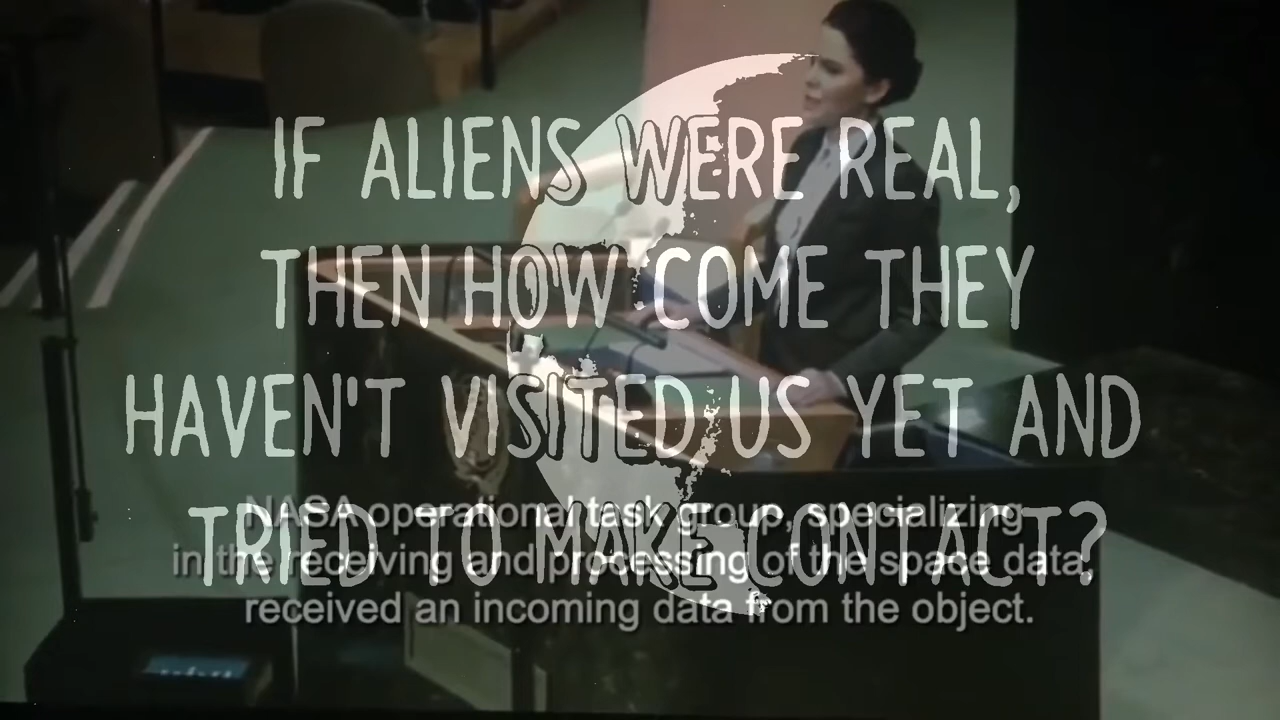 IF ALIENS WERE REAL,
THEN HOW COME THEY
HAVEN'T VISITED US YET AND
TRIED TO MAKE CONTACT?
NASA operational task group, specializing
in the receiving and processing of the space data,
received an incoming data from the object.